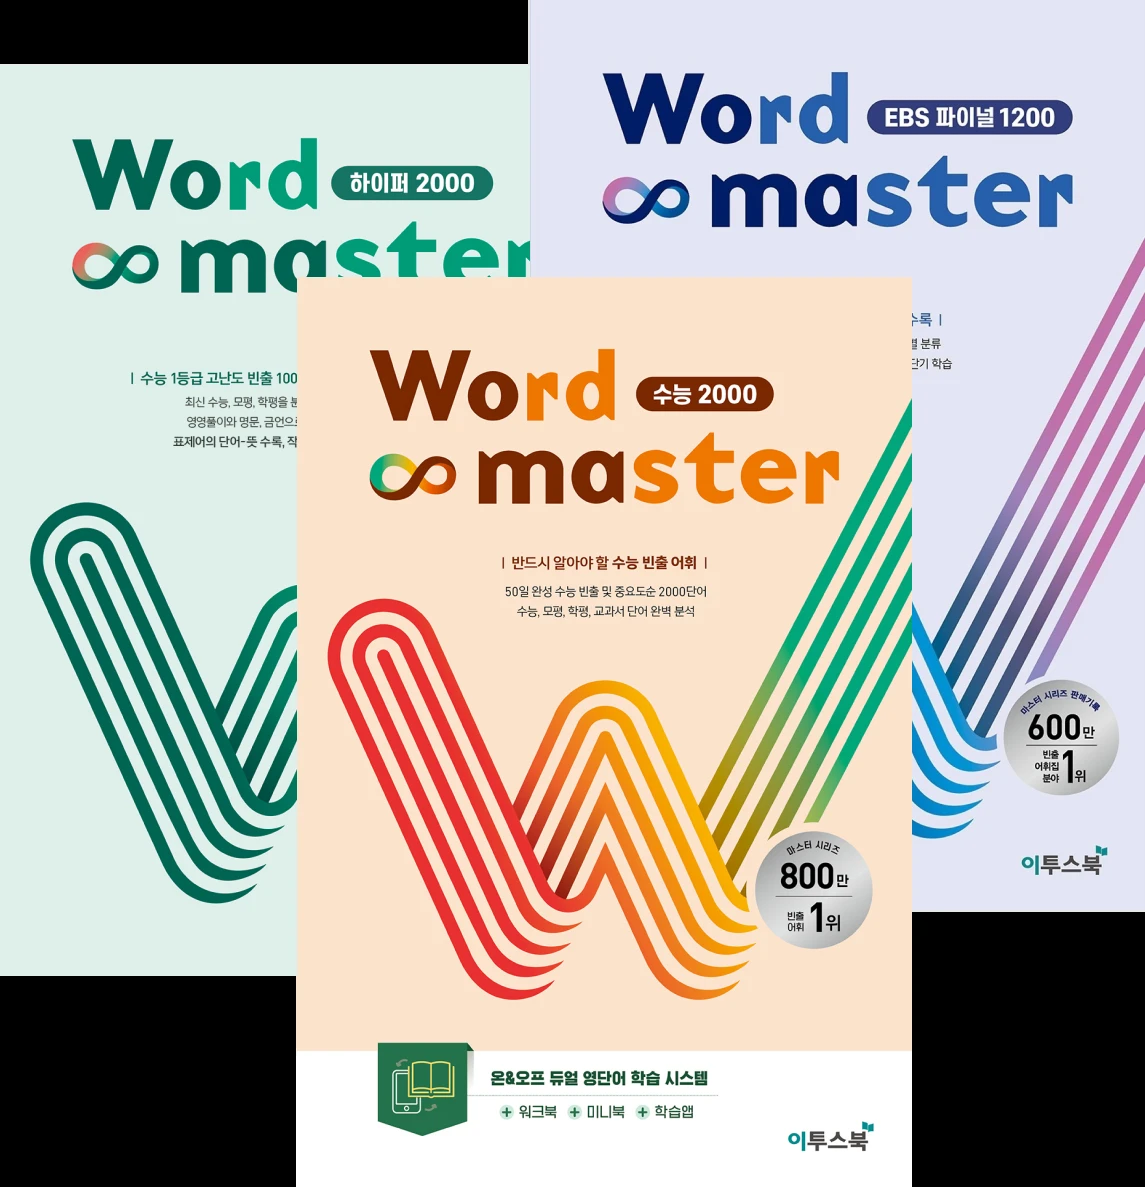 Word 하이퍼 2000
master
| 수능 1등급 고난도 빈출 100
최신 수능, 모평, 학평을
영영풀이와 명문, 금언으로
표제어의 단어-뜻 수록,
Word EBS 파이널 1200
master
수록 |
분류
단기 학습
마스터 시리즈 판매기록
600만
빈출
어휘집
분야
1위
이투스북
Word 수능 2000
master
| 반드시 알아야 할 수능 빈출 어휘 |
50일 완성 수능 빈출 및 중요도순 2000단어
수능, 모평, 학평, 교과서 단어 완벽 분석
마스터 시리즈
800만
빈출
어휘
1위
온&오프 듀얼 영단어 학습 시스템
+ 워크북 + 미니북 + 학습앱
이투스북